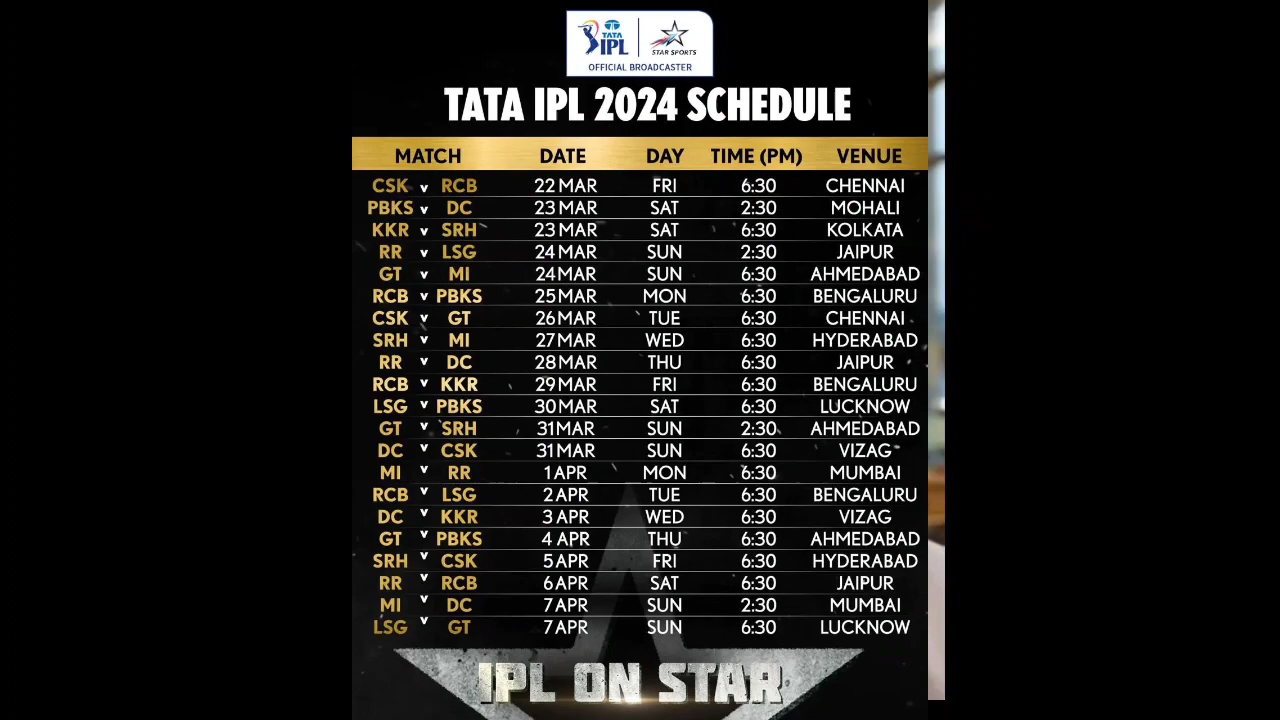 TATA IPL STAR SPORTS
OFFICIAL BROADCASTER
TATA IPL 2024 SCHEDULE
MATCH DATE DAY TIME (PM) VENUE
CSK v RCB 22 MAR FRI 6:30 CHENNAI
PBKS v DC 23 MAR SAT 2:30 MOHALI
KKR v SRH 23 MAR SAT 6:30 KOLKATA
RR v LSG 24 MAR SUN 2:30 JAIPUR
GT v MI 24 MAR SUN 6:30 AHMEDABAD
RCB v PBKS 25 MAR MON 6:30 BENGALURU
CSK v GT 26 MAR TUE 6:30 CHENNAI
SRH v MI 27 MAR WED 6:30 HYDERABAD
RR v DC 28 MAR THU 6:30 JAIPUR
RCB v KKR 29 MAR FRI 6:30 BENGALURU
LSG v PBKS 30 MAR SAT 6:30 LUCKNOW
GT v SRH 31 MAR SUN 2:30 AHMEDABAD
DC v CSK 31 MAR SUN 6:30 VIZAG
MI v RR 1 APR MON 6:30 MUMBAI
RCB v LSG 2 APR TUE 6:30 BENGALURU
DC v KKR 3 APR WED 6:30 VIZAG
GT v PBKS 4 APR THU 6:30 AHMEDABAD
SRH v CSK 5 APR FRI 6:30 HYDERABAD
RR v RCB 6 APR SAT 6:30 JAIPUR
MI v DC 7 APR SUN 2:30 MUMBAI
LSG v GT 7 APR SUN 6:30 LUCKNOW
IPL ON STAR